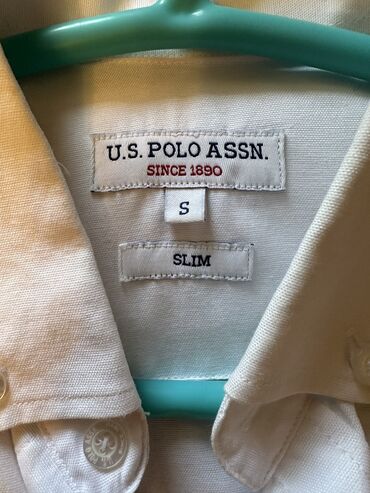 U.S. POLO ASSN.
SINCE 1890
S
SLIM